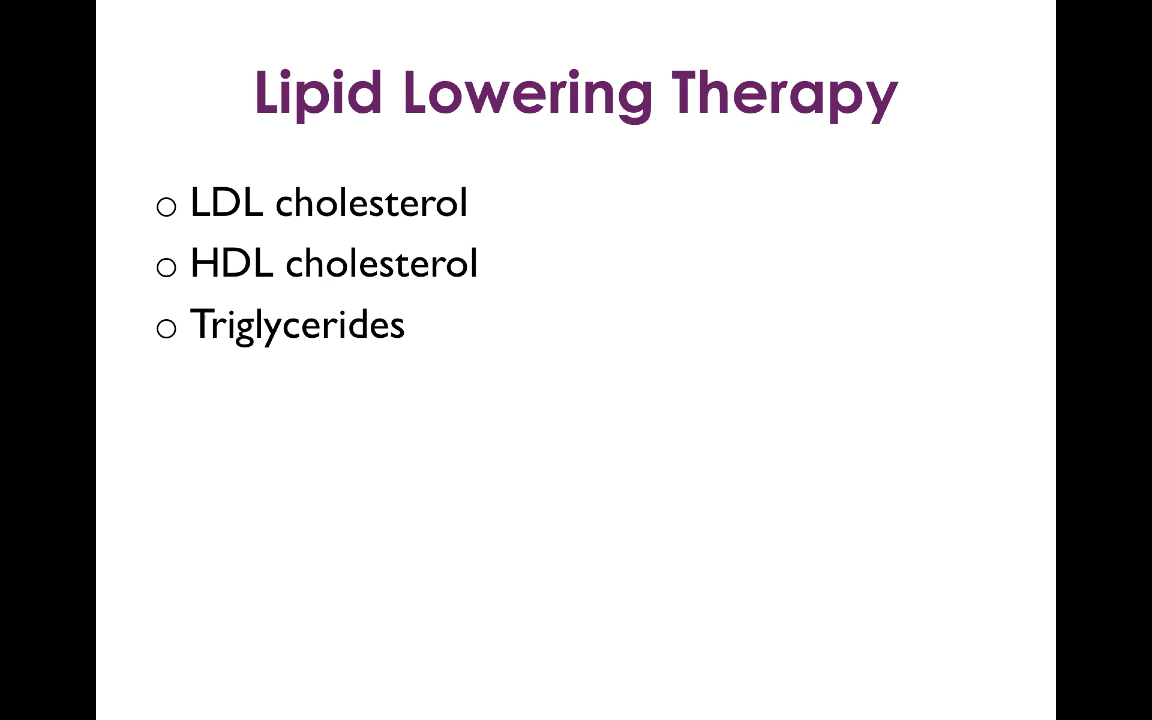 Lipid Lowering Therapy
o LDL cholesterol
o HDL cholesterol
o Triglycerides